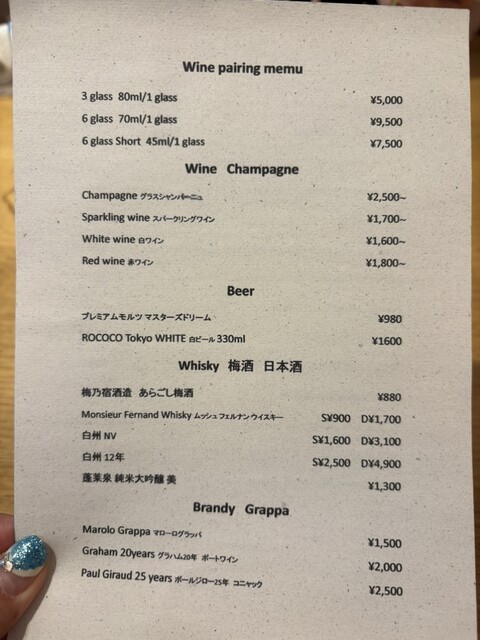 Wine pairing memu
3 glass 80ml/1 glass ¥5,000
6 glass 70ml/1 glass ¥9,500
6 glass Short 45ml/1 glass ¥7,500
Wine Champagne
Champagne グラスシャンパーニュ ¥2,500~
Sparkling wine スパークリングワイン ¥1,700~
White wine 白ワイン ¥1,600~
Red wine 赤ワイン ¥1,800~
Beer
プレミアムモルツ マスターズドリーム ¥980
ROCOCO Tokyo WHITE 白ビール 330ml ¥1600
Whisky 梅酒 日本酒
梅乃宿酒造 あらごし梅酒 ¥880
Monsieur Fernand Whisky ムッシュ フェルナン ウイスキー S¥900 D¥1,700
白州 NV S¥1,600 D¥3,100
白州 12年 S¥2,500 D¥4,900
蓬莱泉 純米大吟醸 美 ¥1,300
Brandy Grappa
Marolo Grappa マローログラッパ ¥1,500
Graham 20years グラハム20年 ポートワイン ¥2,000
Paul Giraud 25 years ポールジロー25年 コニャック ¥2,500